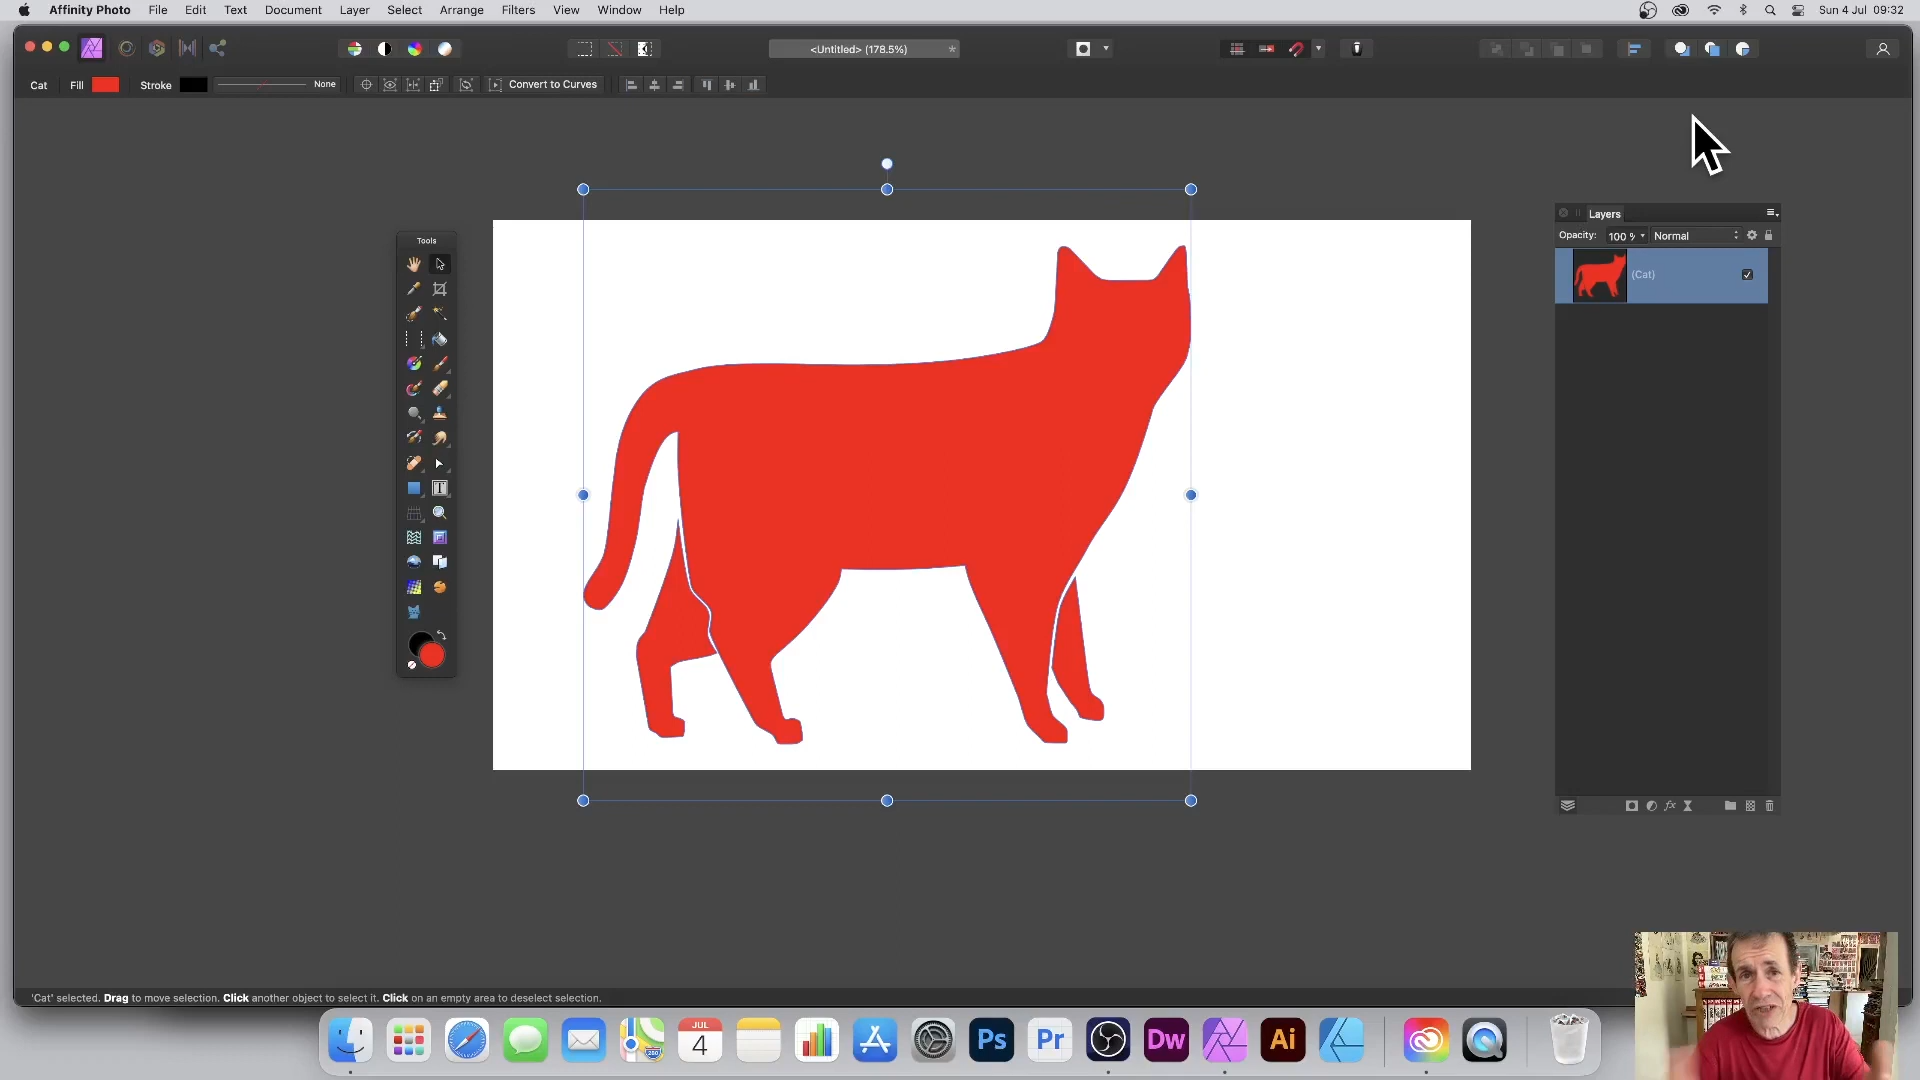 Affinity Photo File Edit Text Document Layer Select Arrange Filters View Window Help Sun 4 Jul 09:32
<Untitled> (178.5%) *
Cat Fill Stroke None Convert to Curves
Tools
Layers
Opacity: 100 % Normal
(Cat)
fx
'Cat' selected. Drag to move selection. Click another object to select it. Click on an empty area to deselect selection.
JUL
4
280
Ps
Pr
Dw
Ai